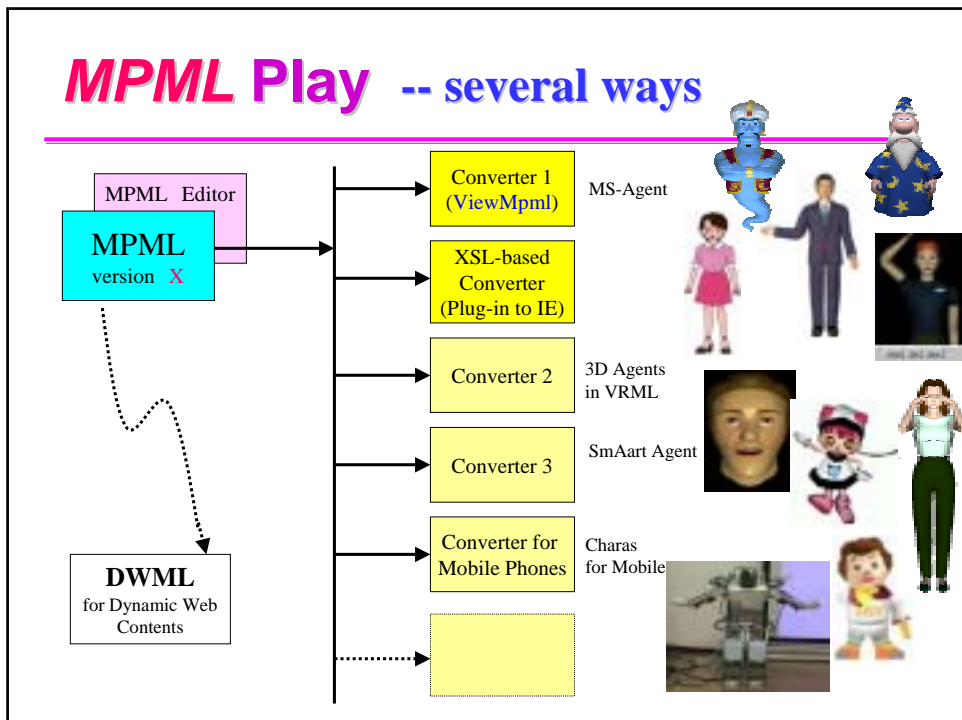 MPML Play -- several ways
MPML Editor
MPML
version X
DWML
for Dynamic Web
Contents
Converter 1
(ViewMpml)
MS-Agent
XSL-based
Converter
(Plug-in to IE)
Converter 2
3D Agents
in VRML
Converter 3
SmAart Agent
Converter for
Mobile Phones
Charas
for Mobile